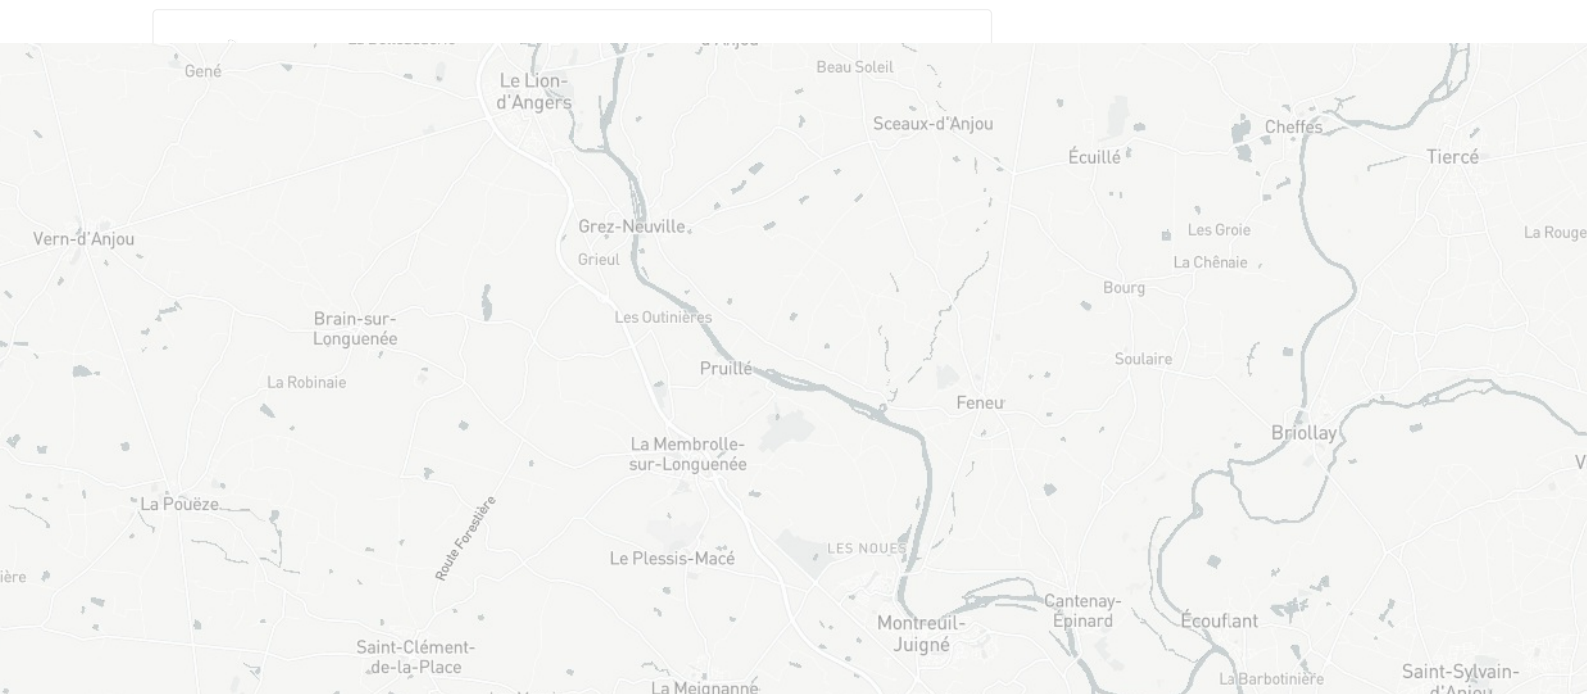 d'Anjou
Gené
Beau Soleil
Le Lion-
d'Angers
Sceaux-d'Anjou
Cheffes
Écuillé
Tiercé
Grez-Neuville
Les Groie
La Rouge
Vern-d'Anjou
Grieul
La Chênaie
Bourg
Les Outinières
Brain-sur-
Longuenée
Soulaire
Pruillé
La Robinaie
Feneu
Briollay
La Membrolle-
sur-Longuenée
V
La Pouëze
Route Forestière
LES NOUES
Le Plessis-Macé
ière
Cantenay-
Épinard
Montreuil-
Juigné
Écouflant
Saint-Clément-
de-la-Place
La Barbotinière
Saint-Sylvain-
d'Anjou
La Meignanne